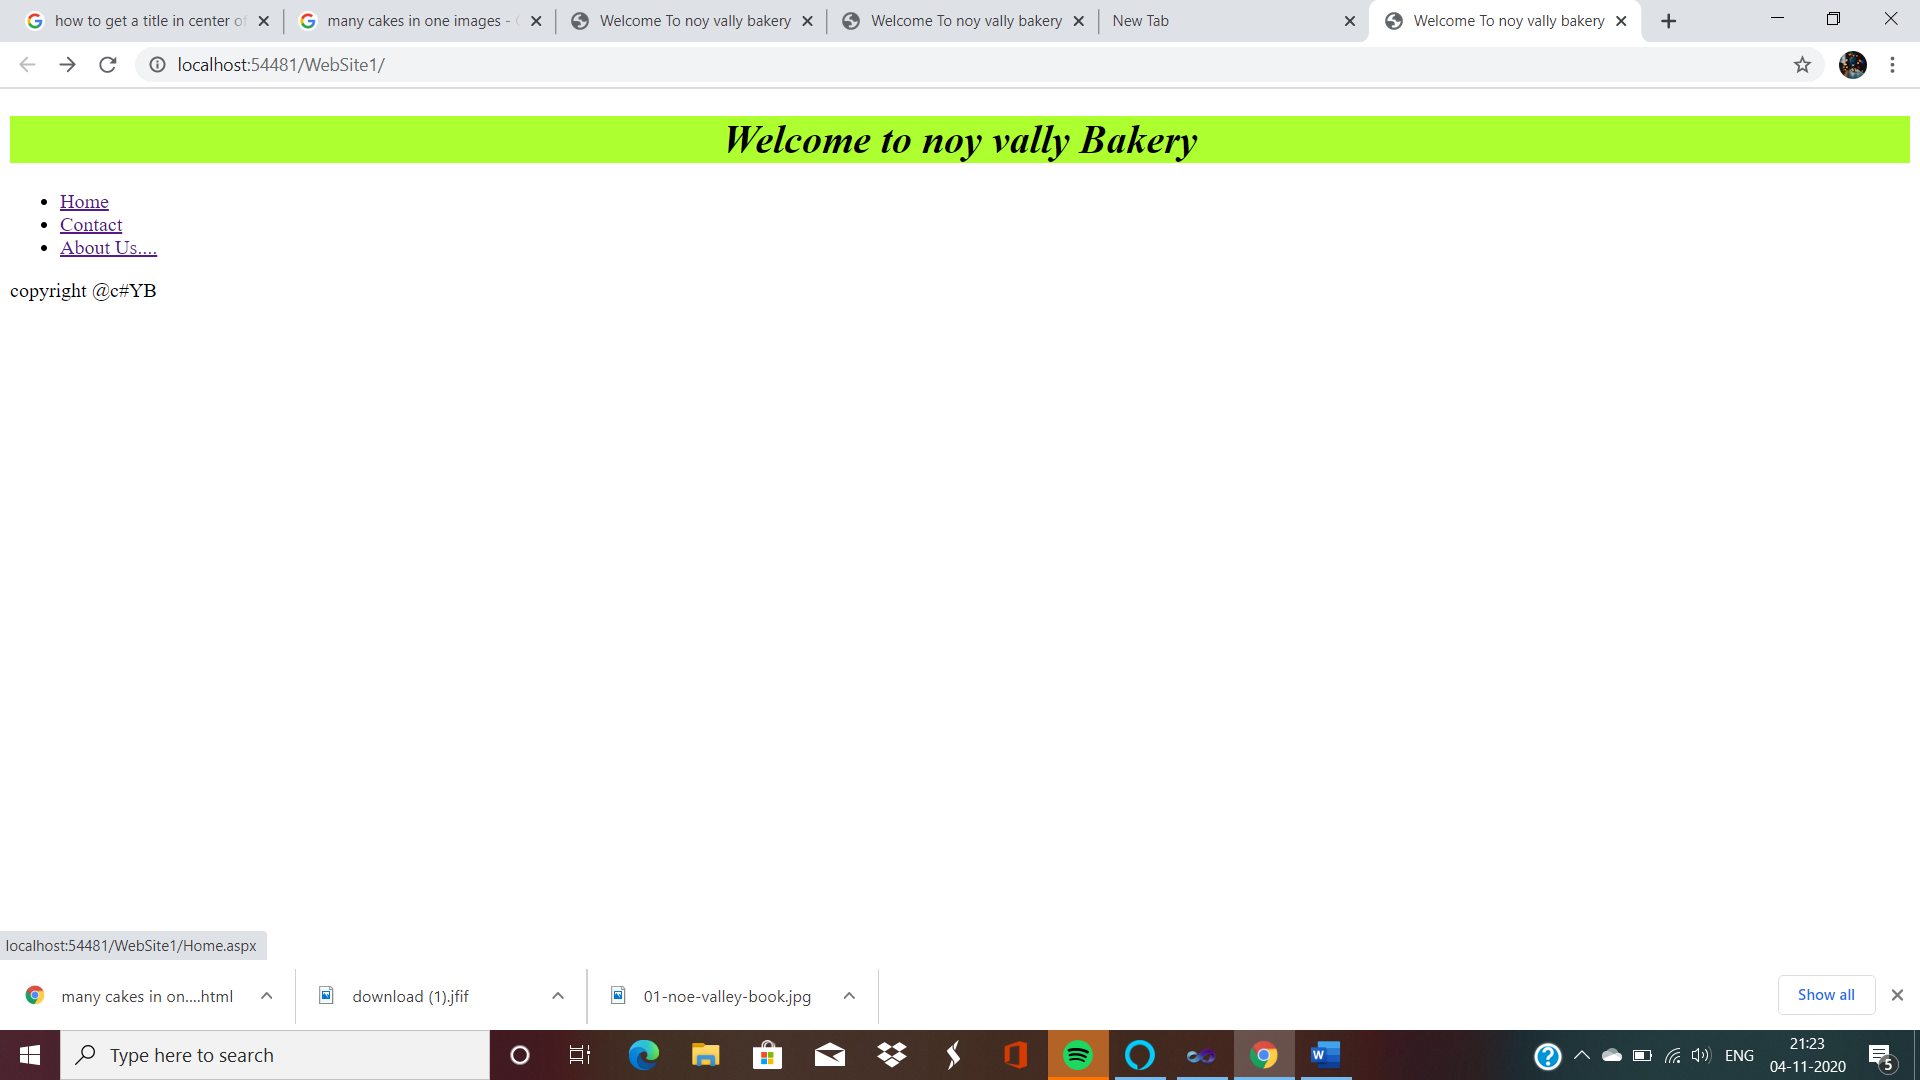 how to get a title in center of
many cakes in one images -
Welcome To noy vally bakery
Welcome To noy vally bakery
New Tab
Welcome To noy vally bakery
localhost:54481/WebSite1/
Welcome to noy vally Bakery
Home
Contact
About Us....
copyright @c#YB
localhost:54481/WebSite1/Home.aspx
many cakes in on....html
download (1).jfif
01-noe-valley-book.jpg
Show all
Type here to search
W
ENG
21:23
04-11-2020
5